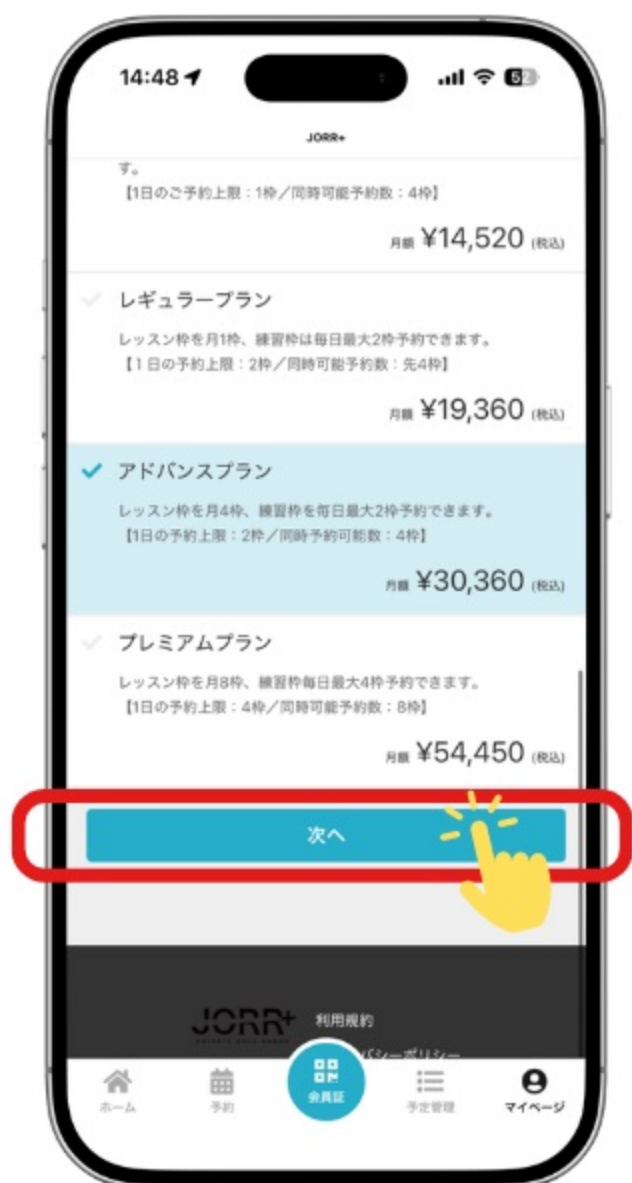 14:48
52
JORR+
す。
【1日のご予約上限：1枠／同時可能予約数：4枠】
月額 ¥14,520 (税込)
レギュラープラン
レッスン枠を月1枠、練習枠は毎日最大2枠予約できます。
【１日の予約上限：2枠／同時可能予約数：先4枠】
月額 ¥19,360 (税込)
アドバンスプラン
レッスン枠を月4枠、練習枠を毎日最大2枠予約できます。
【1日の予約上限：2枠／同時予約可能数：4枠】
月額 ¥30,360 (税込)
プレミアムプラン
レッスン枠を月8枠、練習枠毎日最大4枠予約できます。
【1日の予約上限：4枠／同時可能予約数：8枠】
月額 ¥54,450 (税込)
次へ
JORR+
利用規約
バシーポリシー
ホーム
予約
会員証
予定管理
マイページ